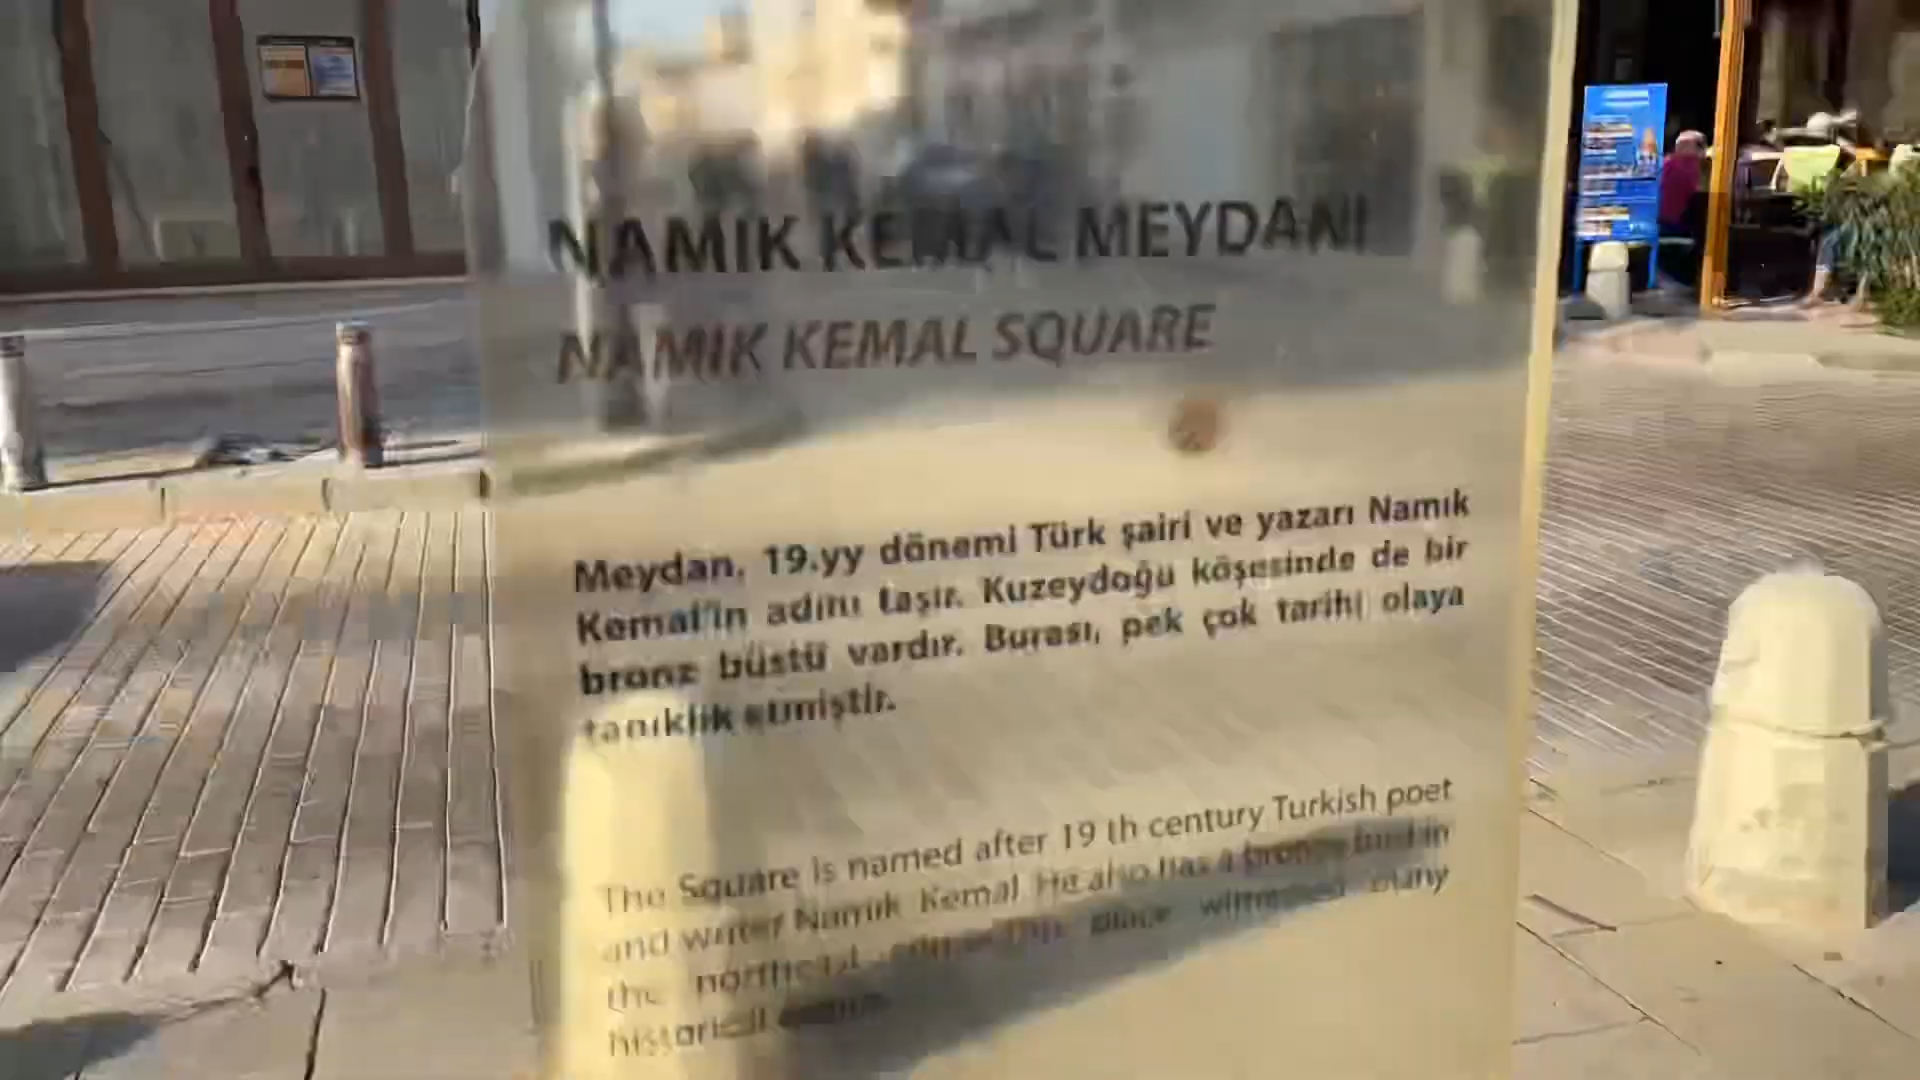 NAMIK KEMAL MEYDANI
NAMIK KEMAL SQUARE
Meydan, 19.yy dönemi Türk şairi ve yazarı Namık
Kemal'in adını taşır. Kuzeydoğu köşesinde de bir
bronz büstü vardır. Burası, pek çok tarihi olaya
tanıklık etmiştir.
The Square is named after 19 th century Turkish poet
and writer Namık Kemal. He also has a bronze bust in
the northeast place witnessed many
historical